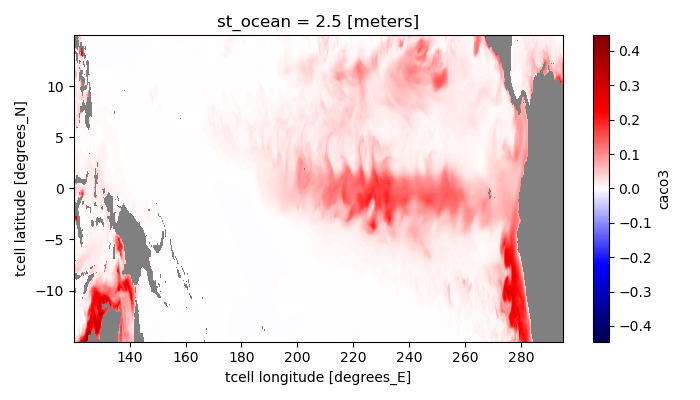 st_ocean = 2.5 [meters]
10
5
0
−5
−10
tcell latitude [degrees_N]
140 160 180 200 220 240 260 280
tcell longitude [degrees_E]
0.4
0.3
0.2
0.1
0.0
−0.1
−0.2
−0.3
−0.4
caco3